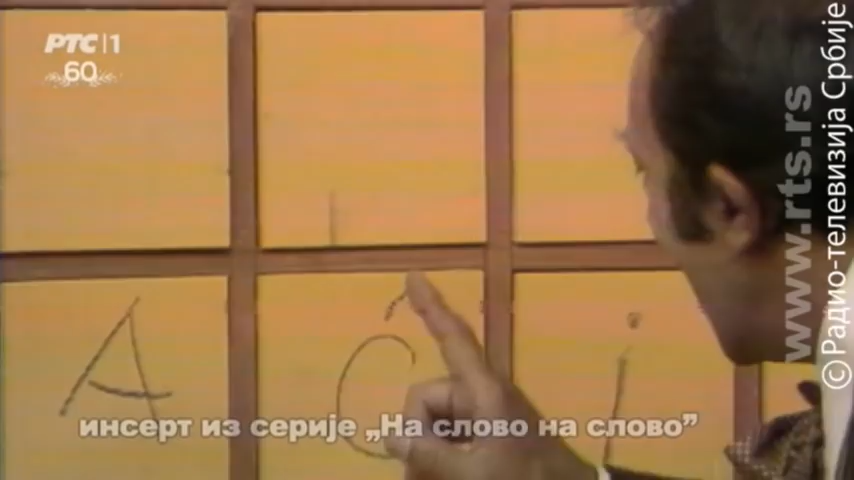 РТС|1
60
А Ć i
инсерт из серије „На слово на слово”
www.rts.rs
©Радио-телевизија Србије